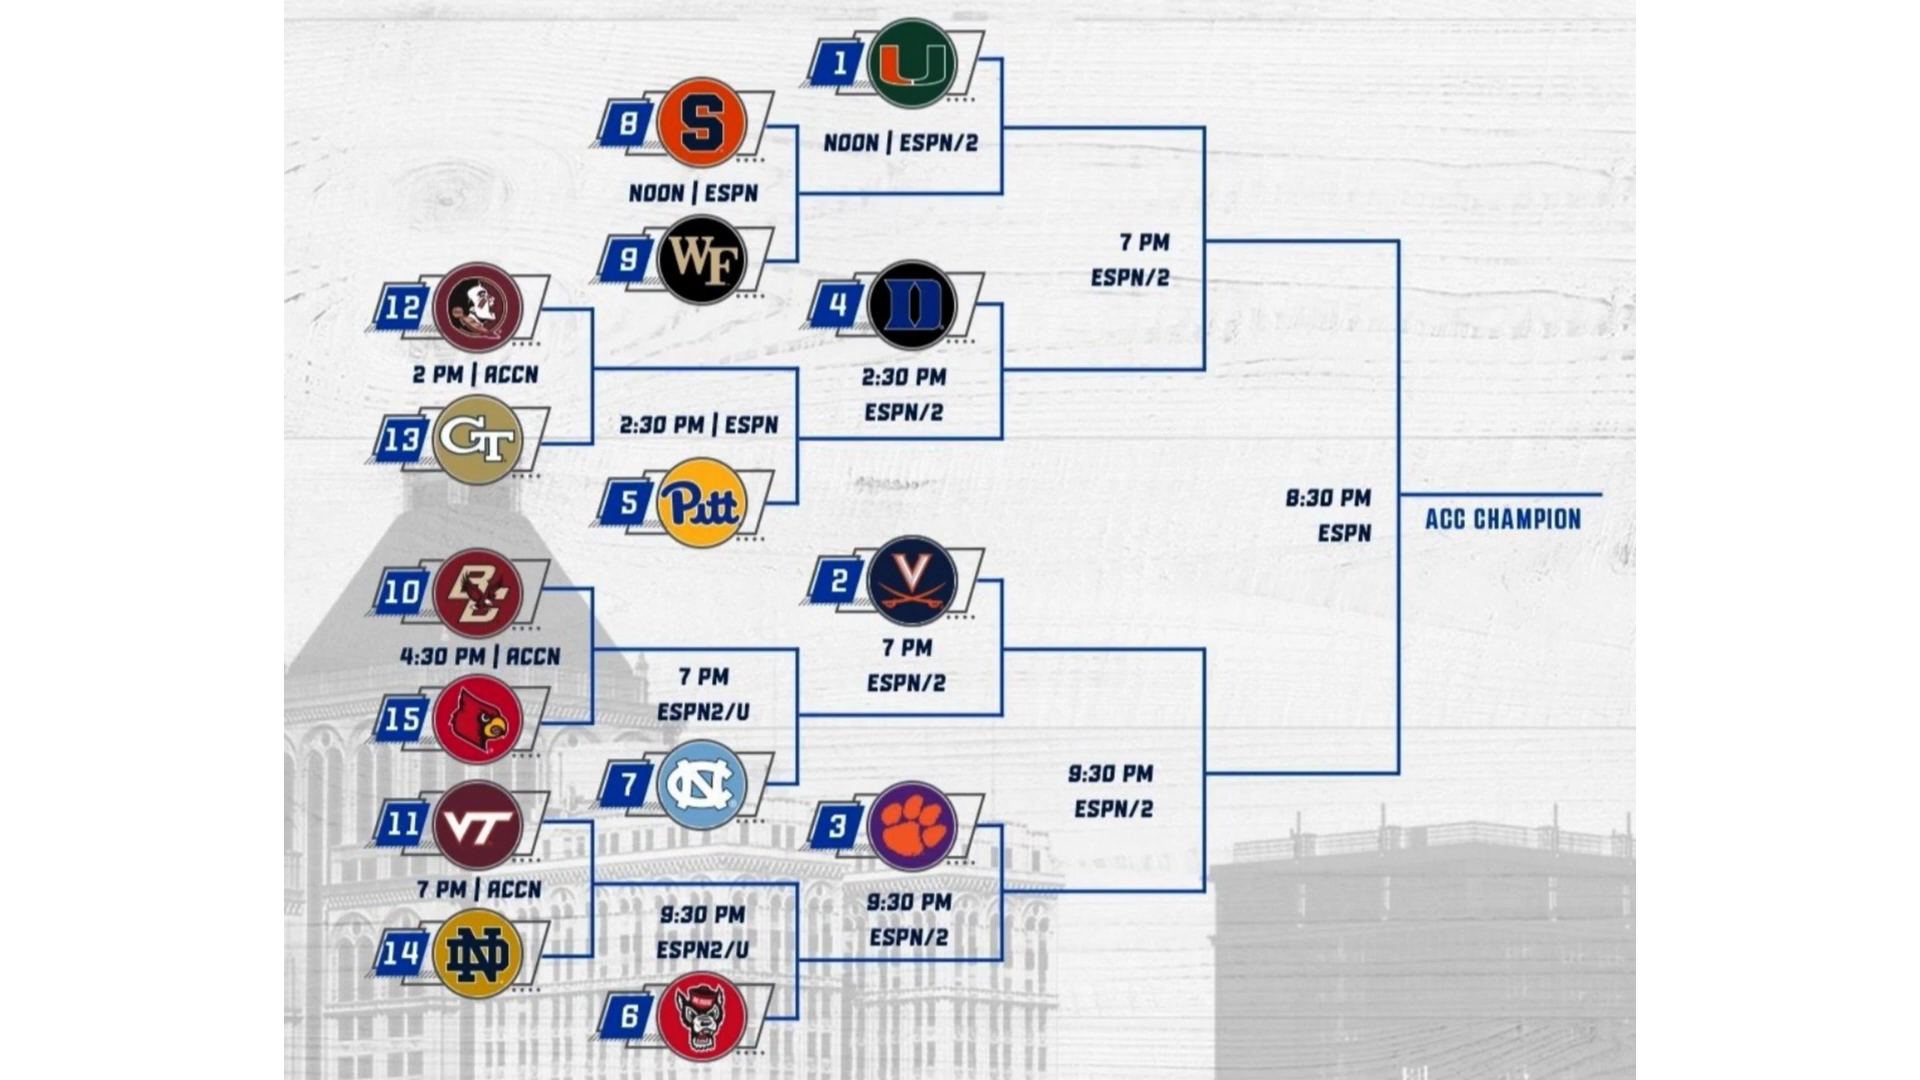 1
U
8
S
NOON | ESPN/2
NOON | ESPN
9
WF
12
4
D
7 PM
ESPN/2
2 PM | ACCN
2:30 PM
ESPN/2
13
GT
2:30 PM | ESPN
5
Pitt
8:30 PM
ESPN
ACC CHAMPION
10
BC
2
V
4:30 PM | ACCN
7 PM
ESPN/2
7 PM
ESPN2/U
15
7
NC
9:30 PM
ESPN/2
11
VT
3
7 PM | ACCN
9:30 PM
ESPN/2
9:30 PM
ESPN2/U
14
ND
6